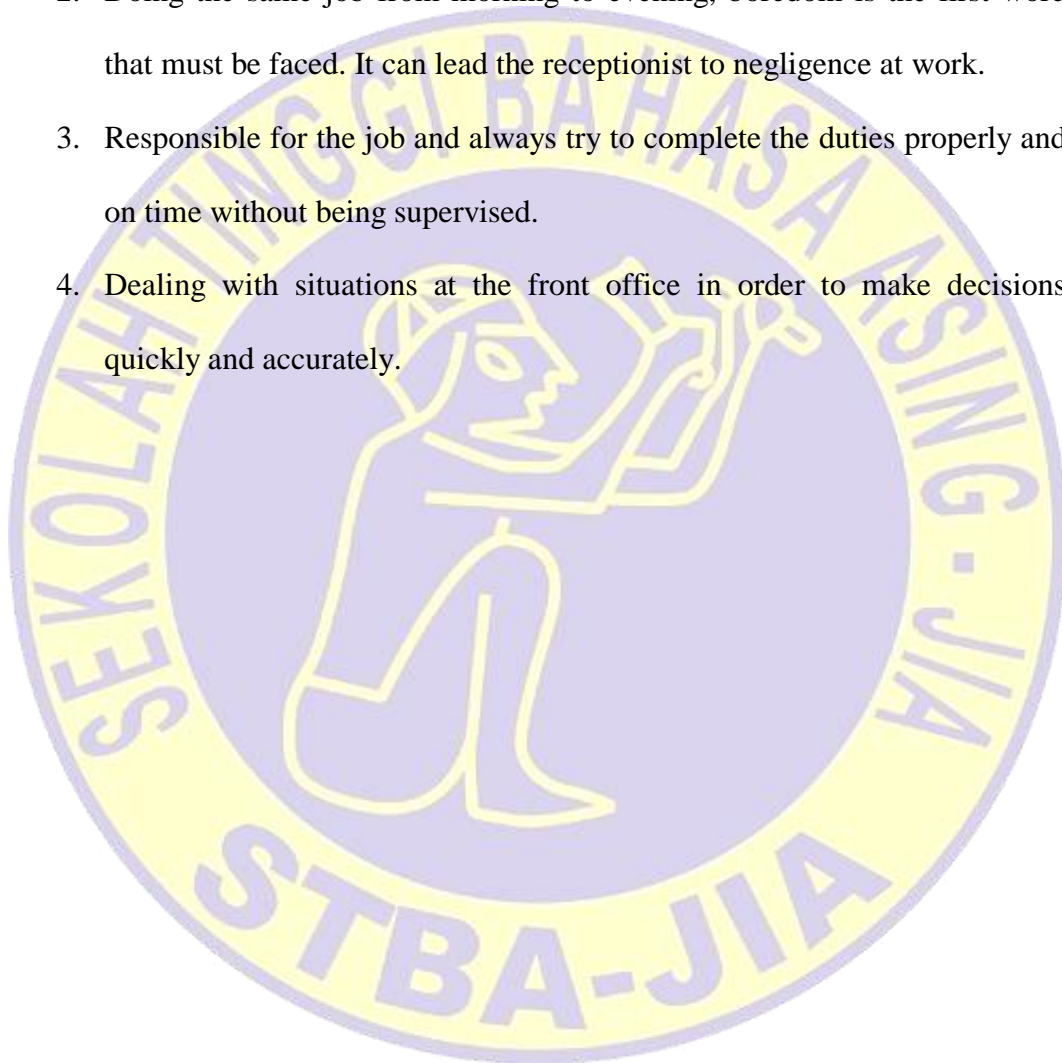 2. Doing the same job from morning to evening, boredom is the first word
that must be faced. It can lead the receptionist to negligence at work.
3. Responsible for the job and always try to complete the duties properly and
on time without being supervised.
4. Dealing with situations at the front office in order to make decisions
quickly and accurately.
SEKOLAH TINGGI BAHASA ASING - JIA
STBA-JIA